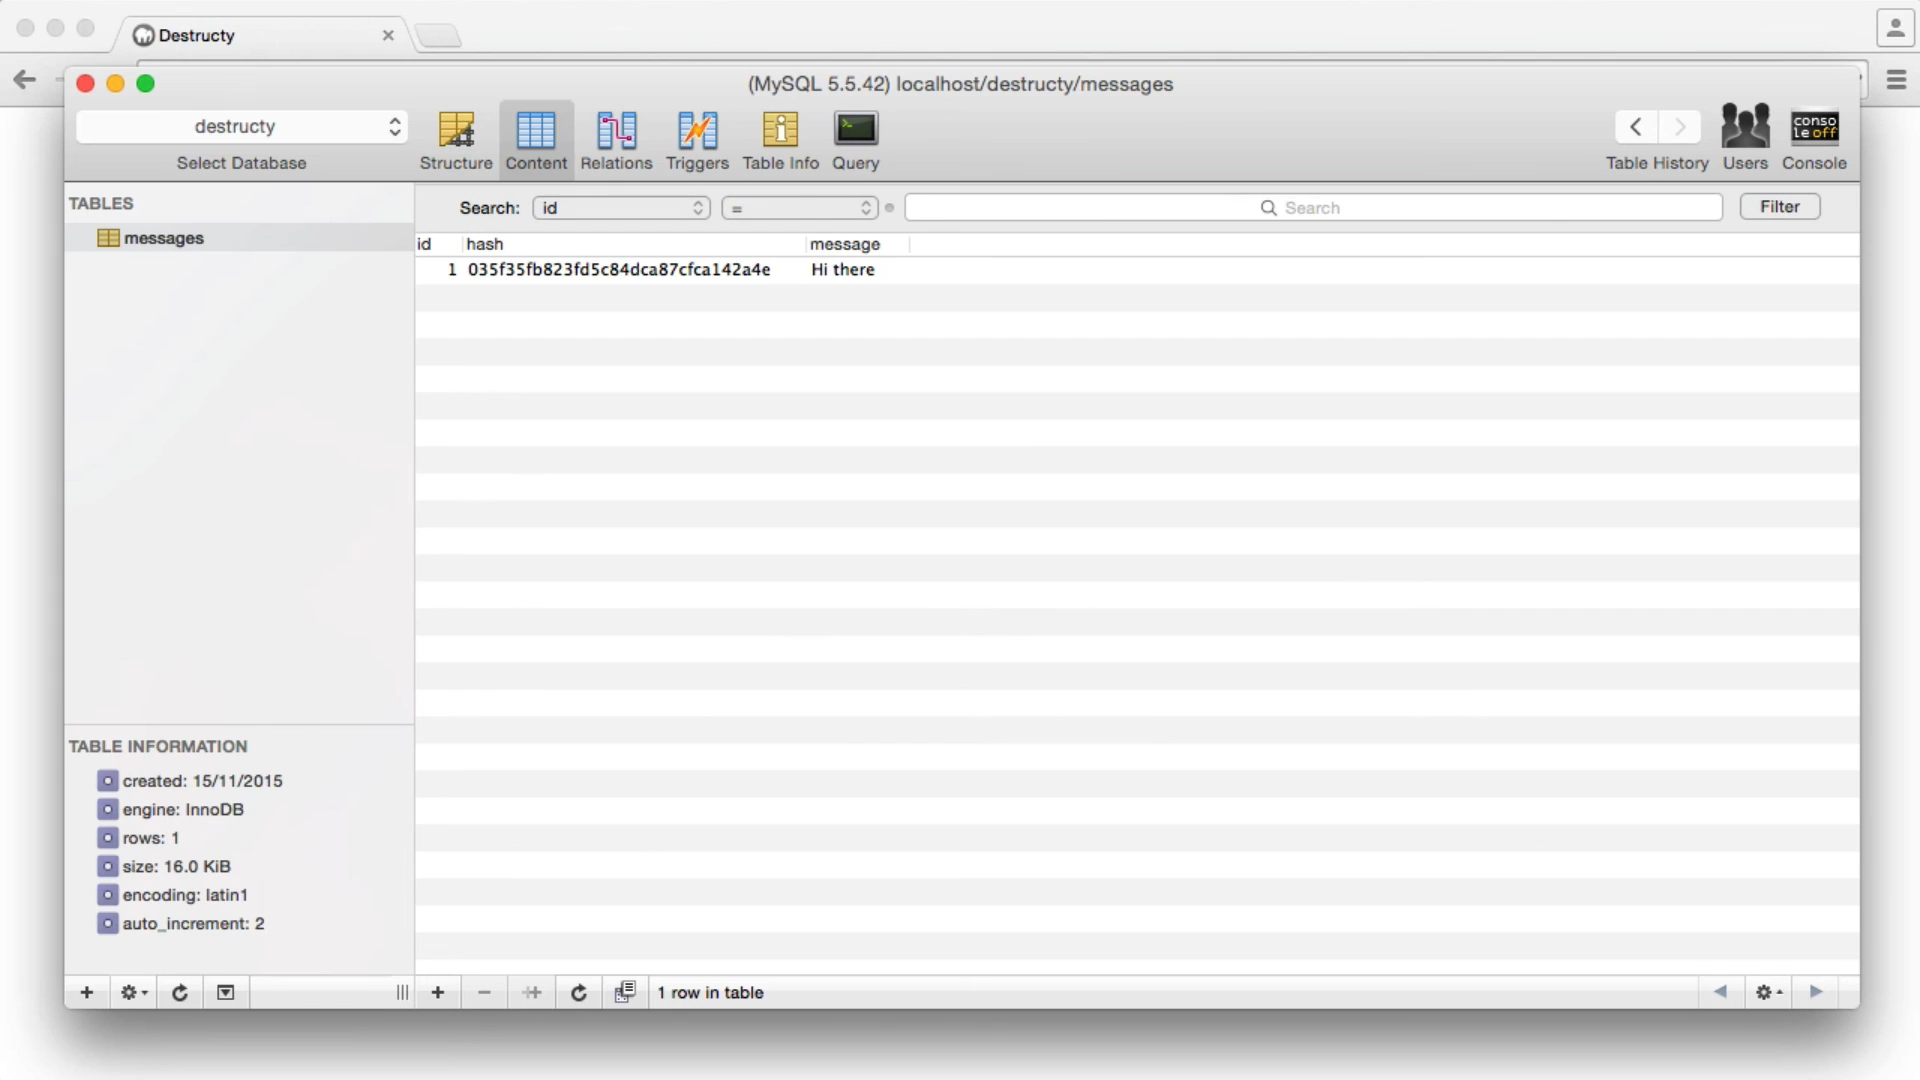 Destructy
(MySQL 5.5.42) localhost/destructy/messages
destructy
Select Database
Structure
Content
Relations
Triggers
Table Info
Query
Table History
Users
conso
le off
Console
TABLES
messages
Search:
id
=
Search
Filter
id hash message
1 035f35fb823fd5c84dca87cfca142a4e Hi there
TABLE INFORMATION
created: 15/11/2015
engine: InnoDB
rows: 1
size: 16.0 KiB
encoding: latin1
auto_increment: 2
1 row in table